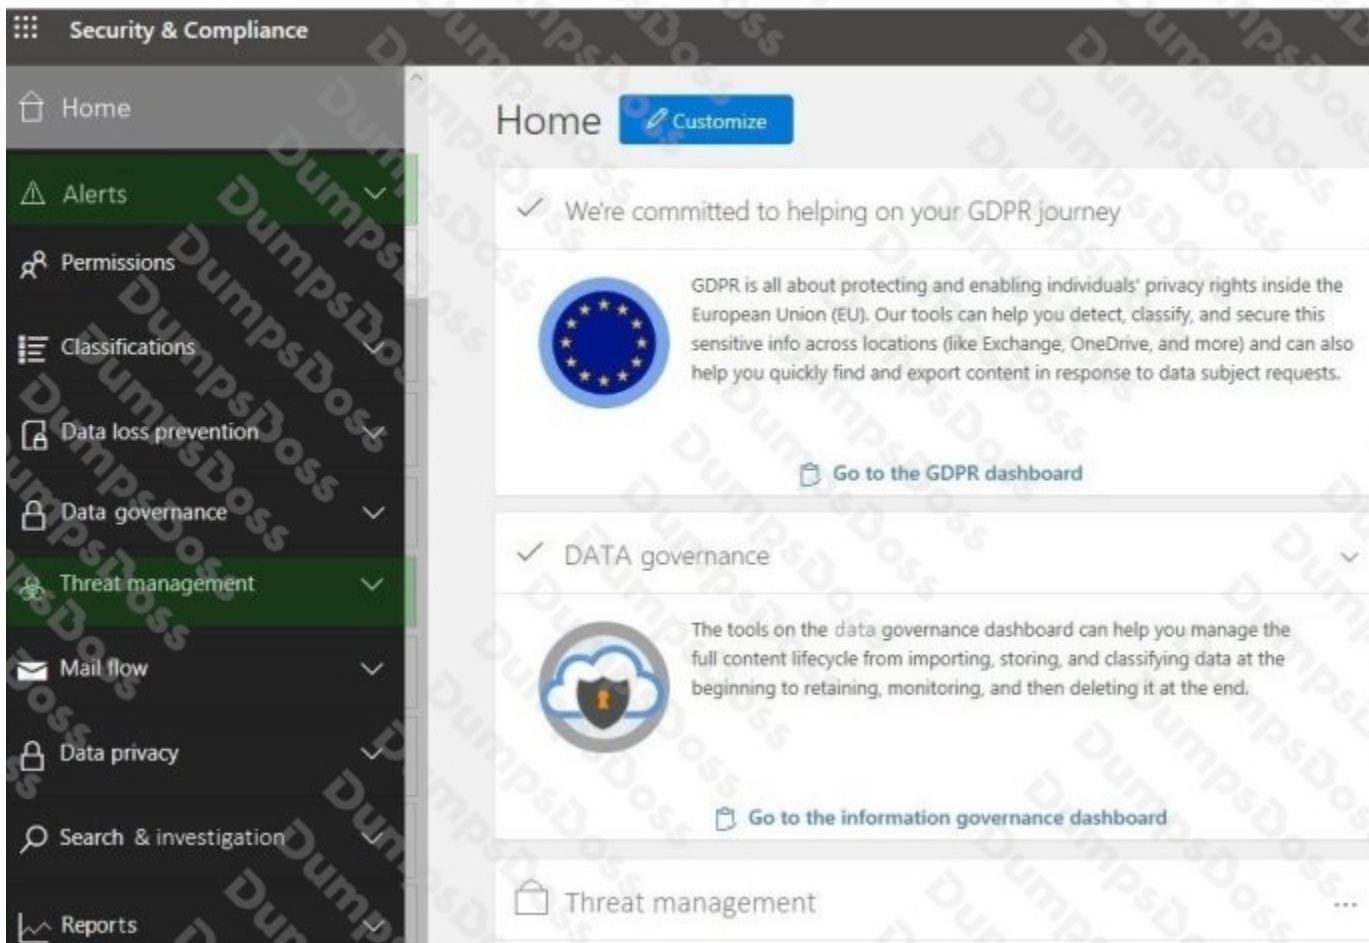 Security & Compliance
Home
Alerts
Permissions
Classifications
Data loss prevention
Data governance
Threat management
Mail flow
Data privacy
Search & investigation
Reports
Home
Customize
We're committed to helping on your GDPR journey
GDPR is all about protecting and enabling individuals' privacy rights inside the
European Union (EU). Our tools can help you detect, classify, and secure this
sensitive info across locations (like Exchange, OneDrive, and more) and can also
help you quickly find and export content in response to data subject requests.
Go to the GDPR dashboard
DATA governance
The tools on the data governance dashboard can help you manage the
full content lifecycle from importing, storing, and classifying data at the
beginning to retaining, monitoring, and then deleting it at the end.
Go to the information governance dashboard
Threat management
DumpsDoss